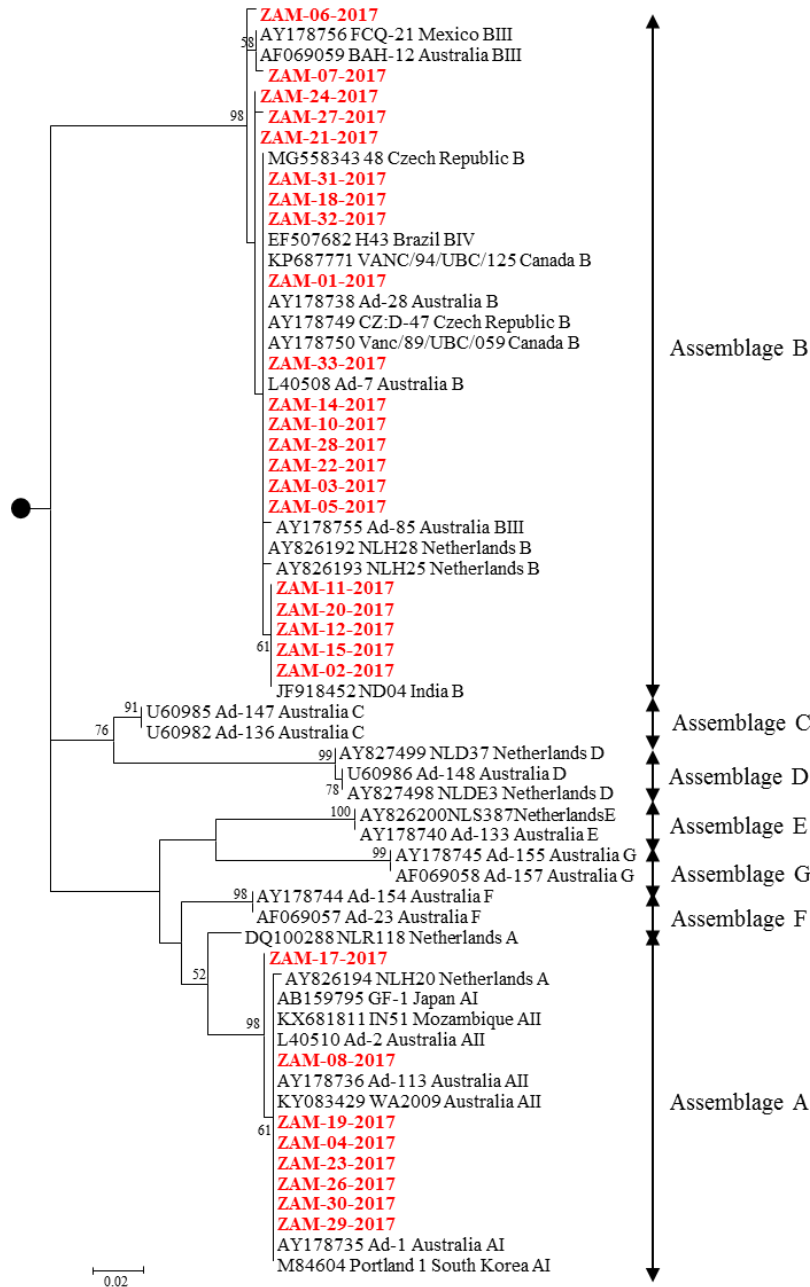 ZAM-06-2017
AY178756 FCQ-21 Mexico BIII
58
AF069059 BAH-12 Australia BIII
ZAM-07-2017
ZAM-24-2017
98
ZAM-27-2017
ZAM-21-2017
MG558343 48 Czech Republic B
ZAM-31-2017
ZAM-18-2017
ZAM-32-2017
EF507682 H43 Brazil BIV
KP687771 VANC/94/UBC/125 Canada B
ZAM-01-2017
AY178738 Ad-28 Australia B
AY178749 CZ:D-47 Czech Republic B
AY178750 Vanc/89/UBC/059 Canada B
Assemblage B
ZAM-33-2017
L40508 Ad-7 Australia B
ZAM-14-2017
ZAM-10-2017
ZAM-28-2017
ZAM-22-2017
ZAM-03-2017
ZAM-05-2017
AY178755 Ad-85 Australia BIII
AY826192 NLH28 Netherlands B
AY826193 NLH25 Netherlands B
ZAM-11-2017
ZAM-20-2017
ZAM-12-2017
61
ZAM-15-2017
ZAM-02-2017
JF918452 ND04 India B
91
U60985 Ad-147 Australia C
Assemblage C
76
U60982 Ad-136 Australia C
99
AY827499 NLD37 Netherlands D
U60986 Ad-148 Australia D
Assemblage D
78
AY827498 NLDE3 Netherlands D
100
AY826200NLS387NetherlandsE
Assemblage E
AY178740 Ad-133 Australia E
99
AY178745 Ad-155 Australia G
Assemblage G
AF069058 Ad-157 Australia G
98
AY178744 Ad-154 Australia F
Assemblage F
AF069057 Ad-23 Australia F
DQ100288 NLR118 Netherlands A
ZAM-17-2017
52
AY826194 NLH20 Netherlands A
AB159795 GF-1 Japan AI
98
KX681811 IN51 Mozambique AII
L40510 Ad-2 Australia AII
ZAM-08-2017
AY178736 Ad-113 Australia AII
KY083429 WA2009 Australia AII
Assemblage A
ZAM-19-2017
61
ZAM-04-2017
ZAM-23-2017
ZAM-26-2017
ZAM-30-2017
ZAM-29-2017
AY178735 Ad-1 Australia AI
M84604 Portland 1 South Korea AI
0.02